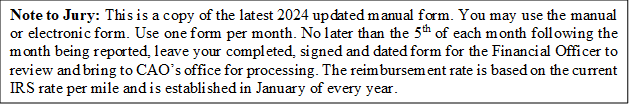 Note to Jury: This is a copy of the latest 2024 updated manual form. You may use the manual
or electronic form. Use one form per month. No later than the 5th of each month following the
month being reported, leave your completed, signed and dated form for the Financial Officer to
review and bring to CAO’s office for processing. The reimbursement rate is based on the current
IRS rate per mile and is established in January of every year.